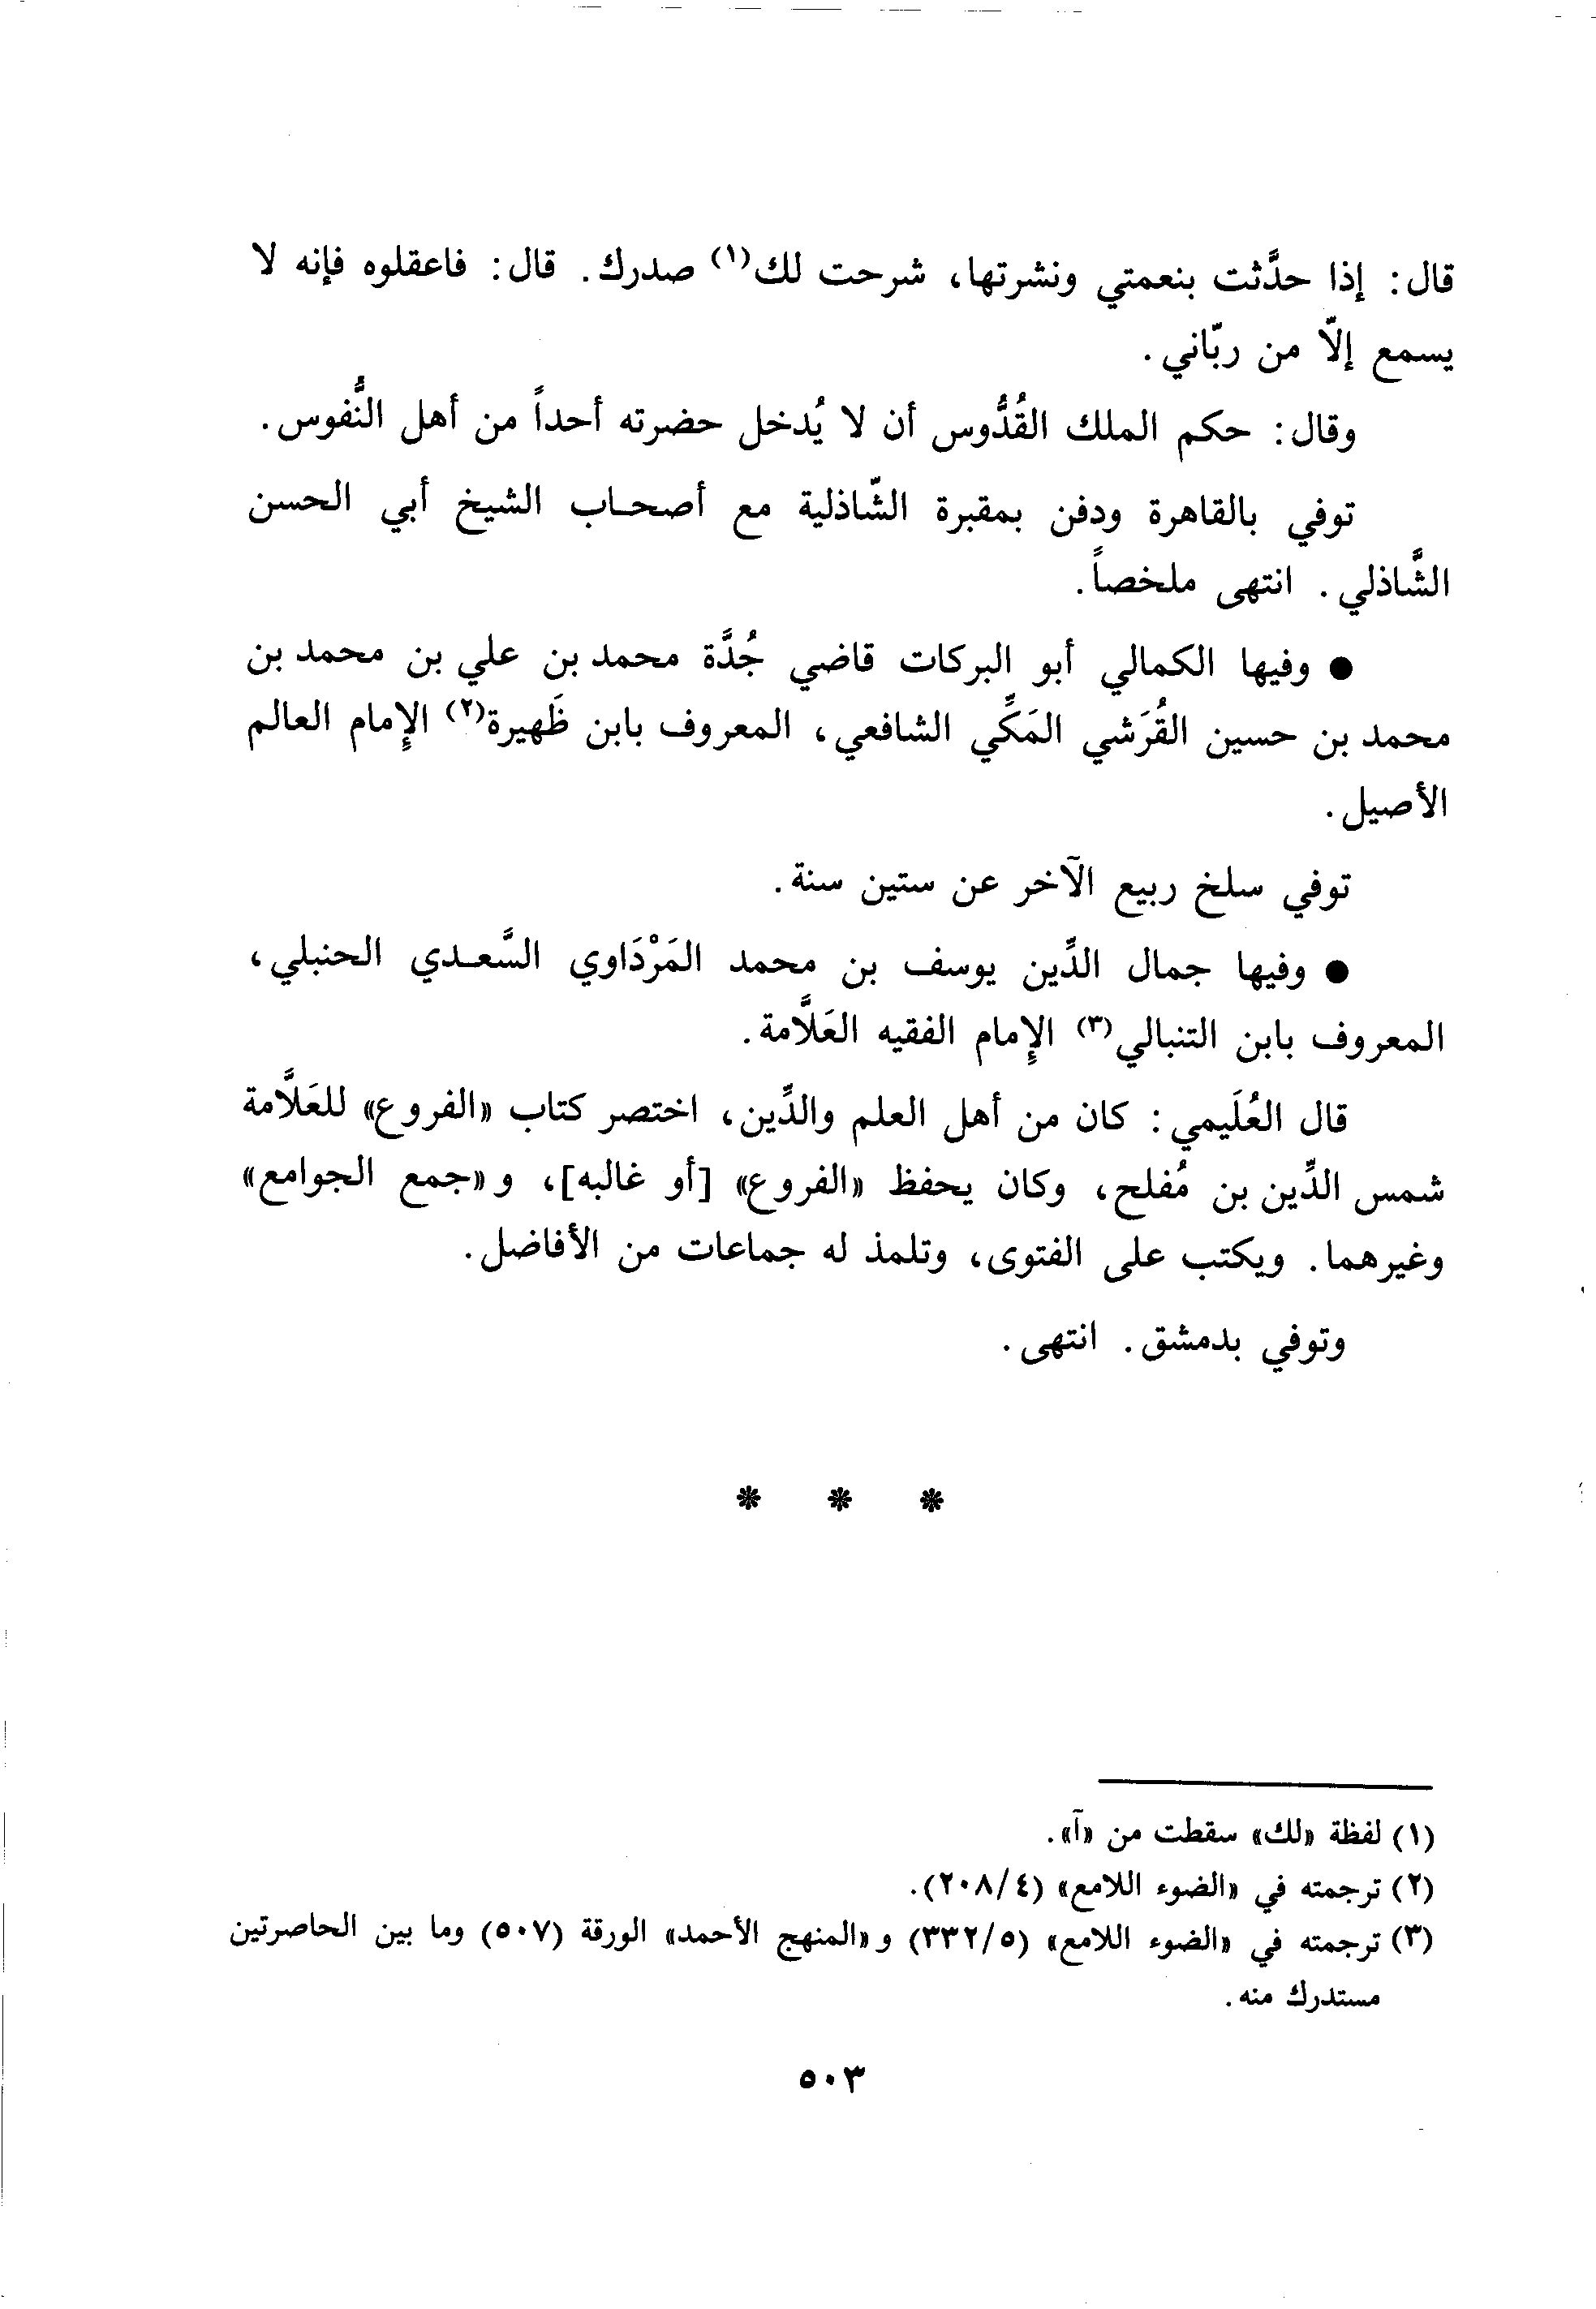 قال: إذا حدَّثت بنعمتي ونشرتها، شرحت لك(١) صدرك. قال: فاعقلوه فإنه لا
يسمع إلّا من ربّاني.
وقال: حكم الملك القُدُّوس أن لا يُدخل حضرته أحداً من أهل النُّفوس.
توفي بالقاهرة ودفن بمقبرة الشّاذلية مع أصحاب الشيخ أبي الحسن
الشَّاذلي. انتهى ملخصاً.
● وفيها الكمالي أبو البركات قاضي جُدَّة محمد بن علي بن محمد بن
محمد بن حسين القُرَشي المَكِّي الشافعي، المعروف بابن ظَهيرة(٢) الإمام العالم
الأصيل.
توفي سلخ ربيع الآخر عن ستين سنة.
● وفيها جمال الدِّين يوسف بن محمد المَرْدَاوي السَّعدي الحنبلي،
المعروف بابن التنبالي(٣) الإمام الفقيه العَلاَّمة.
قال العُلَيمي: كان من أهل العلم والدِّين، اختصر كتاب «الفروع» للعَلاَّمة
شمس الدِّين بن مُفلح، وكان يحفظ «الفروع» [أو غالبه]، و«جمع الجوامع»
وغيرهما. ويكتب على الفتوى، وتلمذ له جماعات من الأفاضل.
وتوفي بدمشق. انتهى.
* * *
(١) لفظة «لك» سقطت من «آ».
(٢) ترجمته في «الضوء اللامع» (٤/٢٠٨).
(٣) ترجمته في «الضوء اللامع» (٥/٣٣٢) و«المنهج الأحمد» الورقة (٥٠٧) وما بين الحاصرتين
مستدرك منه.
٥٠٣